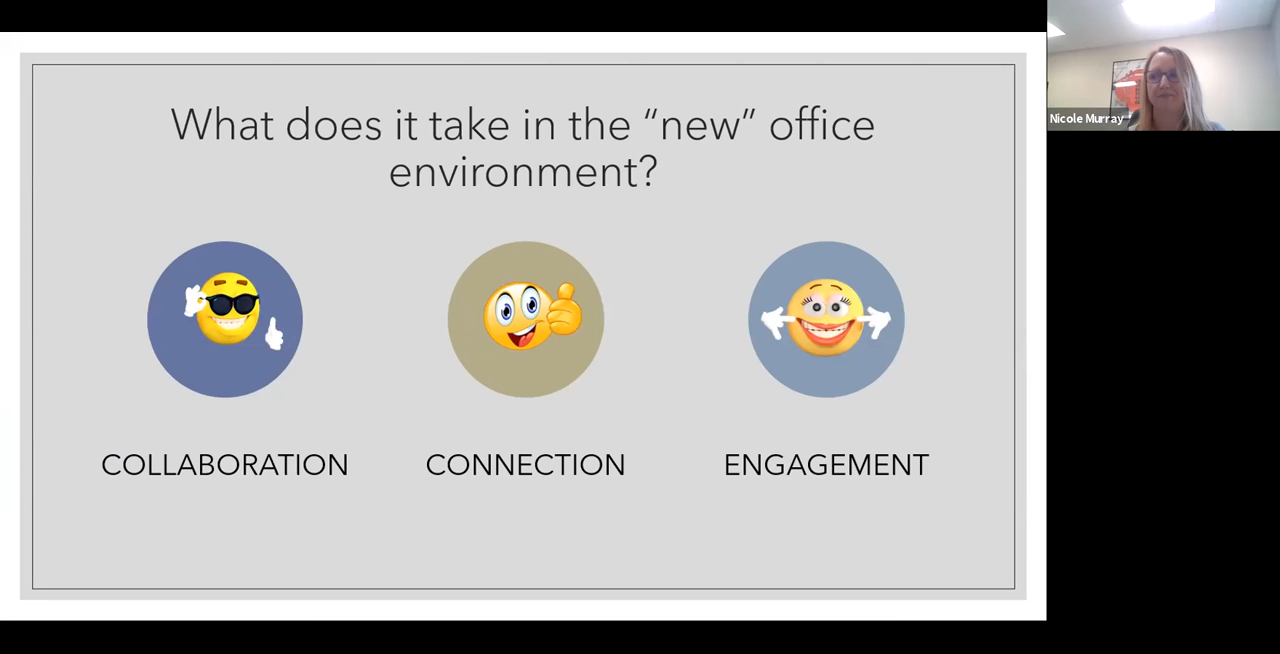 What does it take in the “new” office
environment?
COLLABORATION
CONNECTION
ENGAGEMENT
Nicole Murray